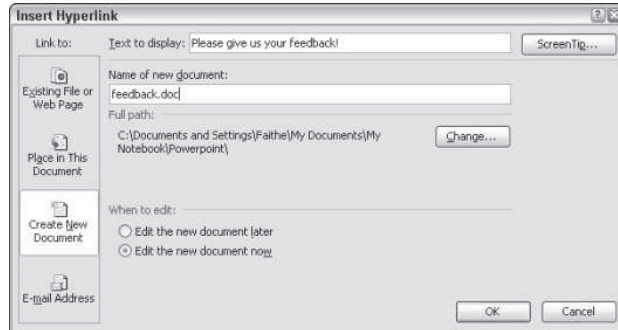 Insert Hyperlink
Link to:
Text to display: Please give us your feedback!
ScreenTip...
Existing File or
Web Page
Place in This
Document
Create New
Document
E-mail Address
Name of new document:
feedback.doc
Full path:
C:\Documents and Settings\Faithe\My Documents\My
Notebook\Powerpoint\
Change...
When to edit:
Edit the new document later
Edit the new document now
OK
Cancel